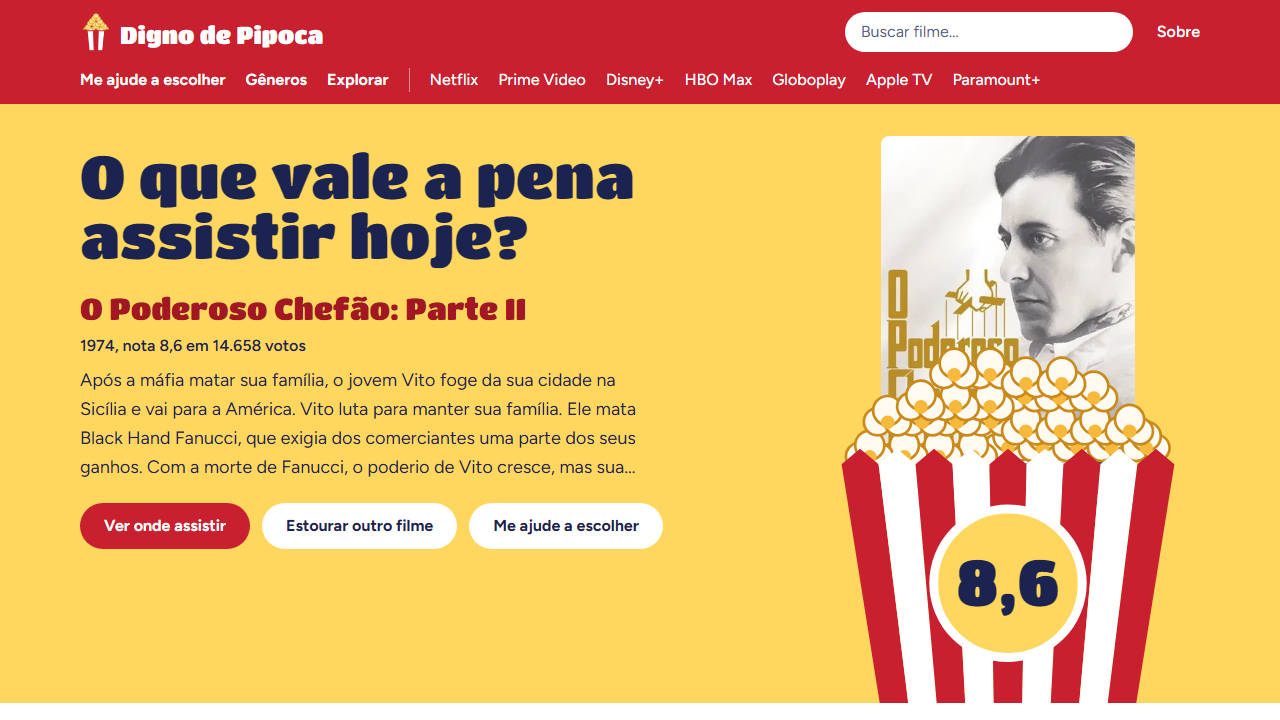 Digno de Pipoca
Buscar filme...
Sobre
Me ajude a escolher
Gêneros
Explorar
Netflix
Prime Video
Disney+
HBO Max
Globoplay
Apple TV
Paramount+
O que vale a pena
assistir hoje?
O Poderoso Chefão: Parte II
1974, nota 8,6 em 14.658 votos
Após a máfia matar sua família, o jovem Vito foge da sua cidade na
Sicília e vai para a América. Vito luta para manter sua família. Ele mata
Black Hand Fanucci, que exigia dos comerciantes uma parte dos seus
ganhos. Com a morte de Fanucci, o poderio de Vito cresce, mas sua...
Ver onde assistir
Estourar outro filme
Me ajude a escolher
O
Poderoso
8,6